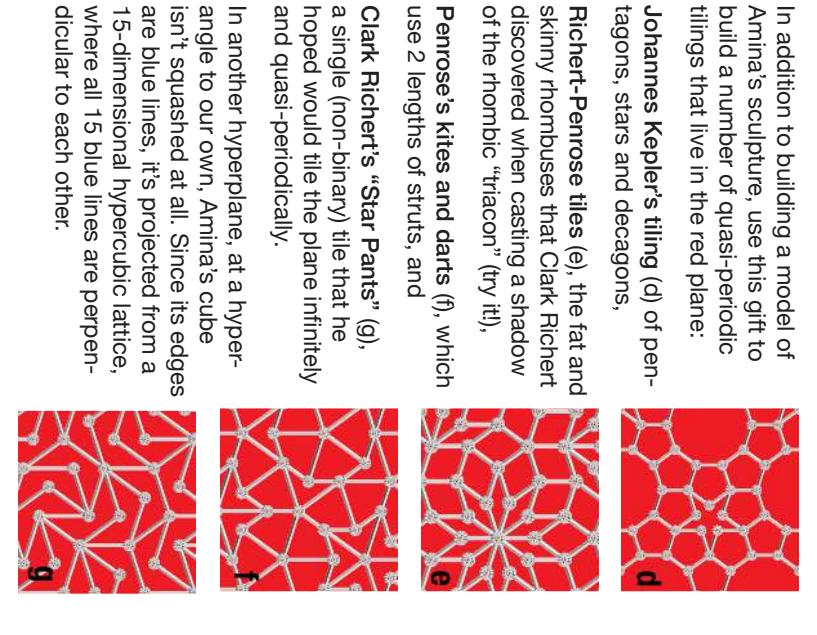 In addition to building a model of
Amina's sculpture, use this gift to
build a number of quasi-periodic
tilings that live in the red plane:
Johannes Kepler's tiling (d) of pen-
tagons, stars and decagons,
Richert-Penrose tiles (e), the fat and
skinny rhombuses that Clark Richert
discovered when casting a shadow
of the rhombic “triacon” (try it!),
Penrose's kites and darts (f), which
use 2 lengths of struts, and
Clark Richert's “Star Pants” (g),
a single (non-binary) tile that he
hoped would tile the plane infinitely
and quasi-periodically.
In another hyperplane, at a hyper-
angle to our own, Amina's cube
isn't squashed at all. Since its edges
are blue lines, it's projected from a
15-dimensional hypercubic lattice,
where all 15 blue lines are perpen-
dicular to each other.
d
e
f
g